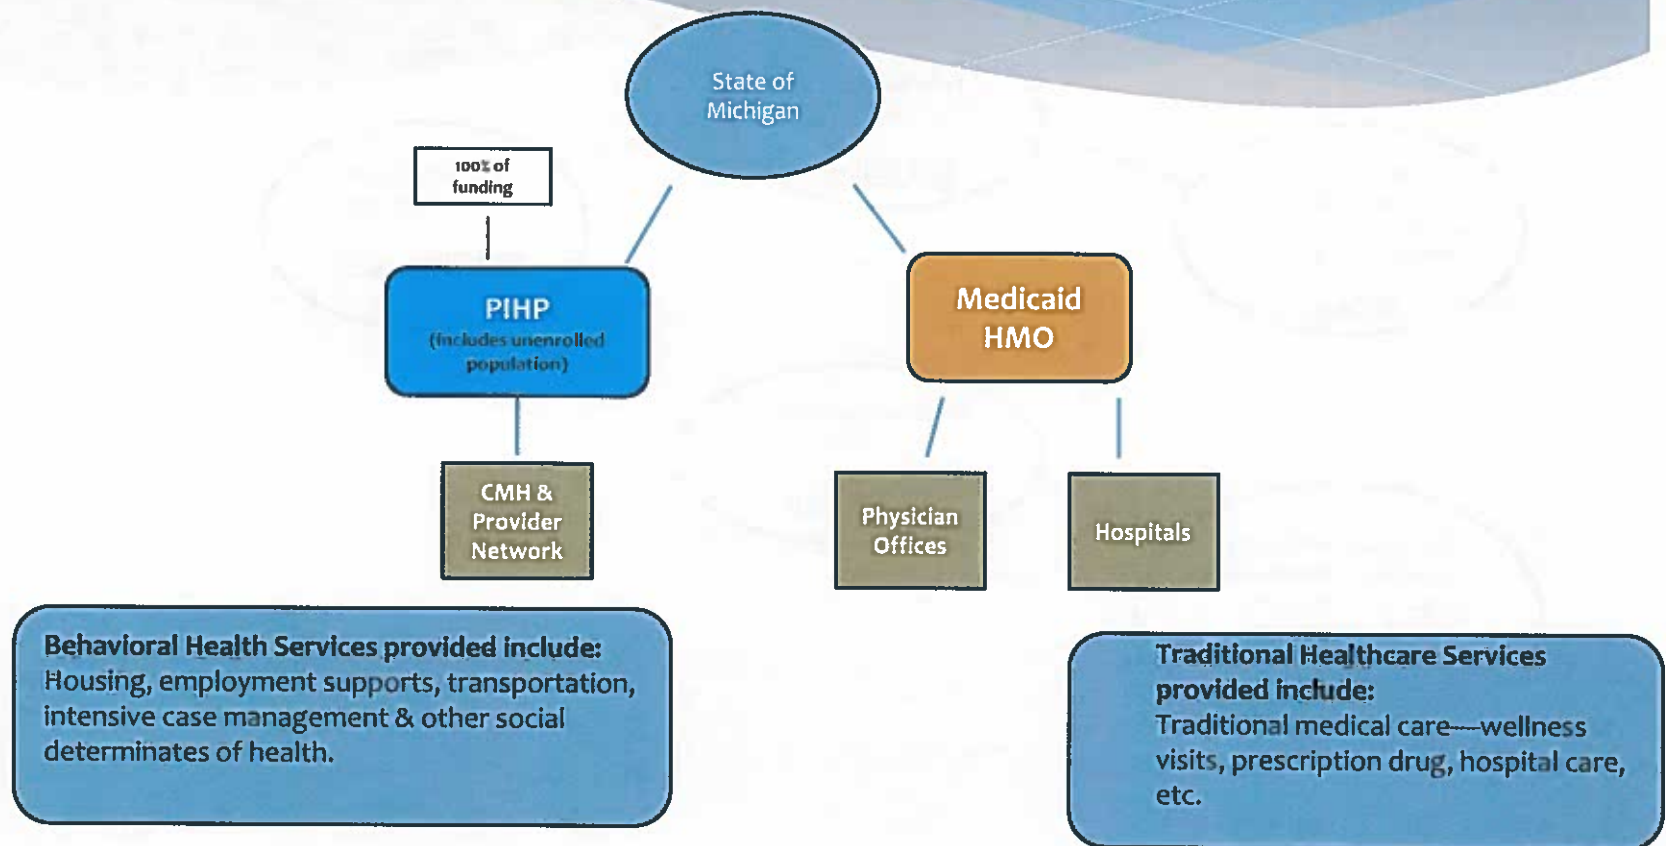 State of
Michigan
100% of
funding
PIHP
(includes unenrolled
population)
Medicaid
HMO
CMH &
Provider
Network
Physician
Offices
Hospitals
Behavioral Health Services provided include:
Housing, employment supports, transportation,
intensive case management & other social
determinates of health.
Traditional Healthcare Services
provided include:
Traditional medical care—wellness
visits, prescription drug, hospital care,
etc.